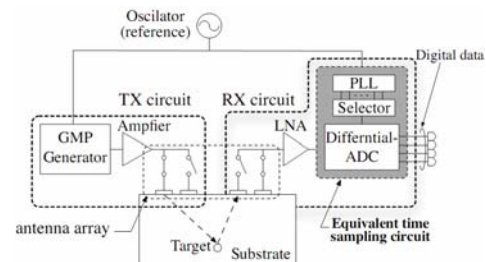 Oscilator
(reference)
Digital data
TX circuit
RX circuit
PLL
Selector
Ampfier
LNA
GMP
Generator
Differntial-
ADC
antenna array
Target
Substrate
Equivalent time
sampling circuit